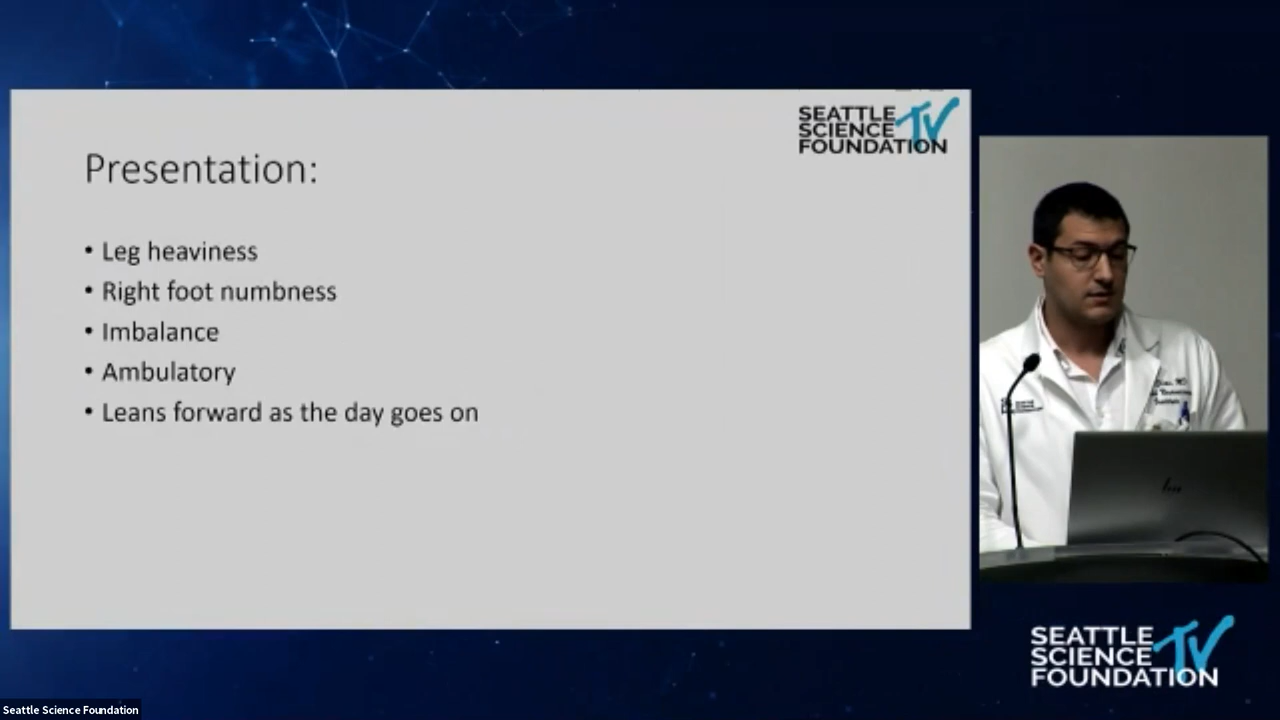 SEATTLE
SCIENCE
FOUNDATION
TV
Presentation:
• Leg heaviness
• Right foot numbness
• Imbalance
• Ambulatory
• Leans forward as the day goes on
hp
SEATTLE
SCIENCE
FOUNDATION
TV
Seattle Science Foundation